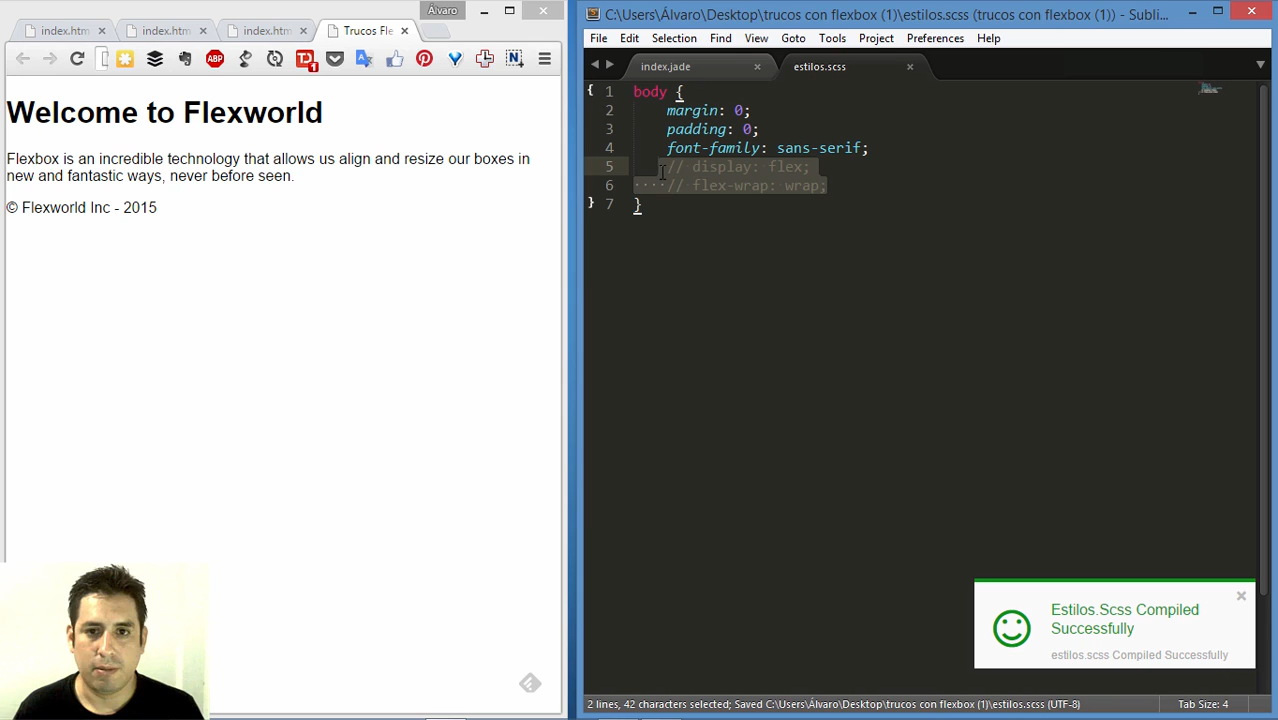 Álvaro
index.htm
index.htm
index.htm
Trucos Fle
ABP
1
Welcome to Flexworld
Flexbox is an incredible technology that allows us align and resize our boxes in
new and fantastic ways, never before seen.
© Flexworld Inc - 2015
C:\Users\Álvaro\Desktop\trucos con flexbox (1)\estilos.scss (trucos con flexbox (1)) - Subli...
File Edit Selection Find View Goto Tools Project Preferences Help
index.jade
estilos.scss
1 body {
2 margin: 0;
3 padding: 0;
4 font-family: sans-serif;
5 // display: flex;
6 // flex-wrap: wrap;
7 }
Estilos.Scss Compiled
Successfully
estilos.scss Compiled Successfully
2 lines, 42 characters selected; Saved C:\Users\Álvaro\Desktop\trucos con flexbox (1)\estilos.scss (UTF-8)
Tab Size: 4